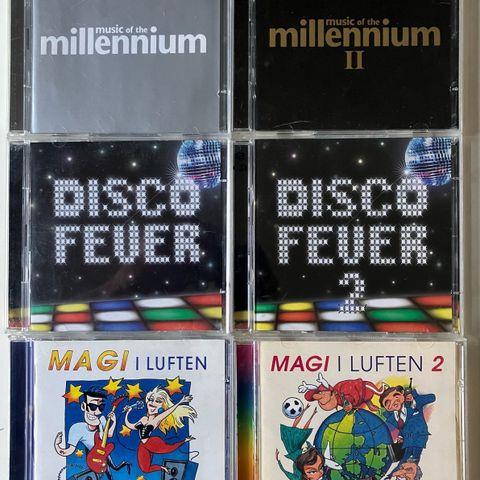 music of the
millennium
music of the
millennium
II
DISCO
FEVER
DISCO
FEVER
2
MAGI I LUFTEN
MAGI I LUFTEN 2